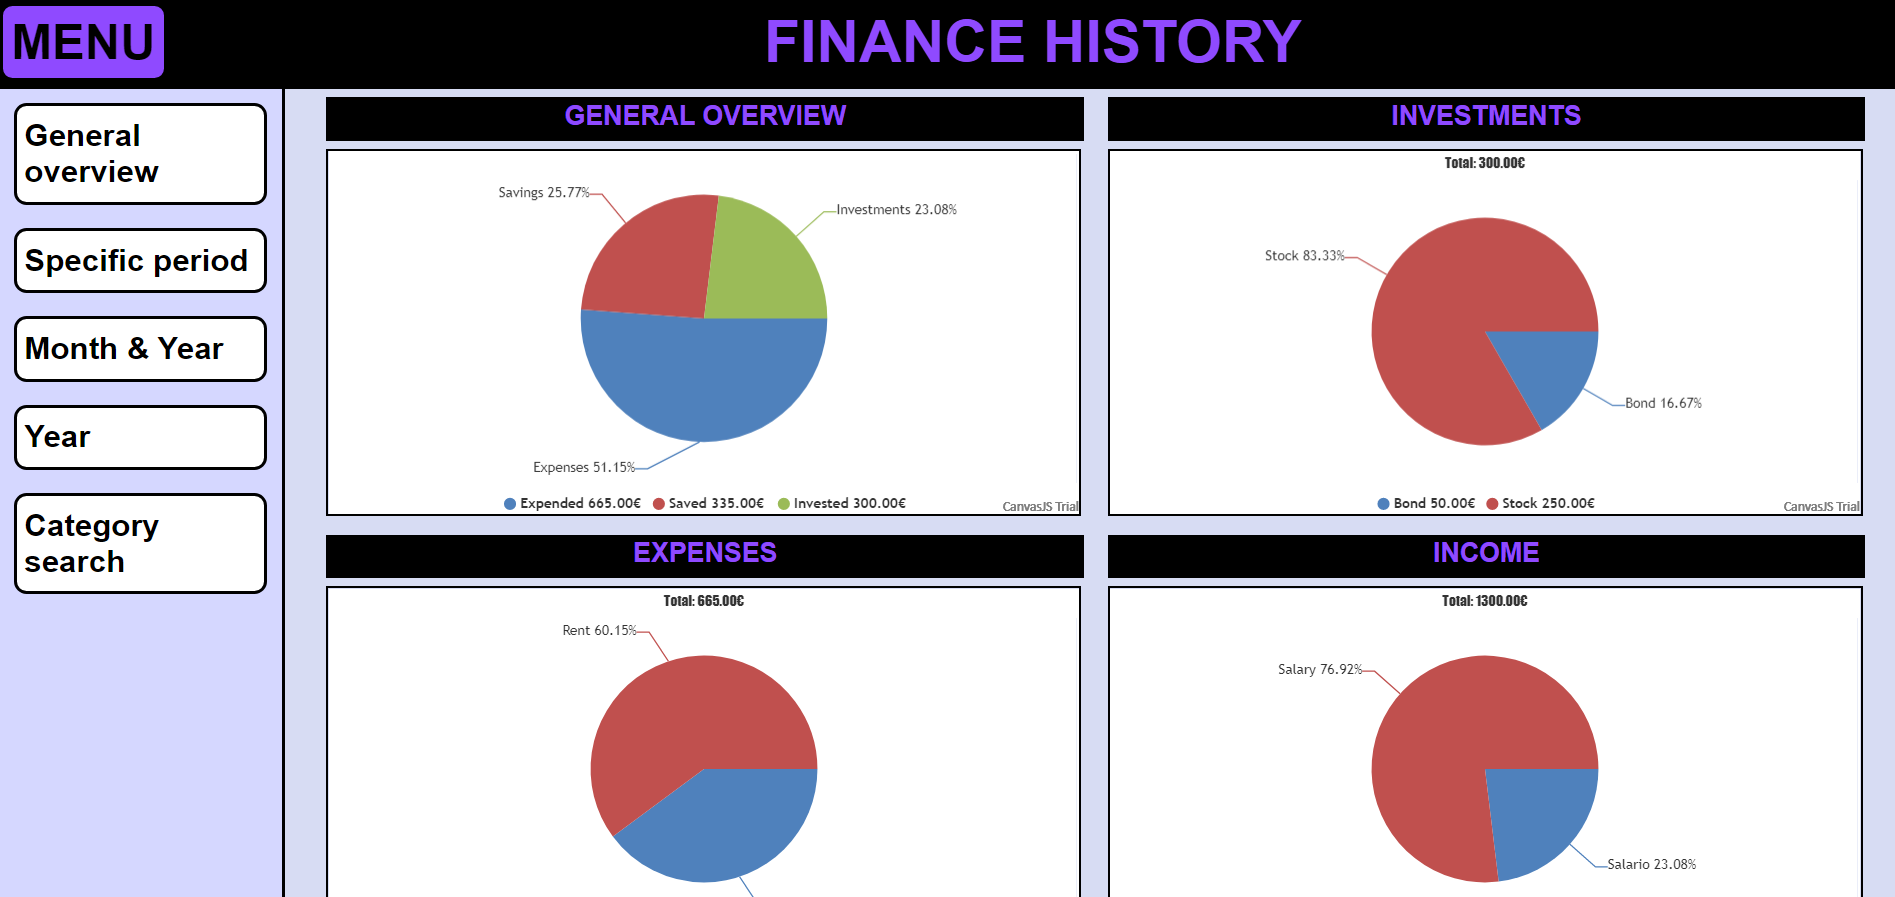 MENU
FINANCE HISTORY
General
overview
Specific period
Month & Year
Year
Category
search
GENERAL OVERVIEW
Savings 25.77%
Investments 23.08%
Expenses 51.15%
Expended 665.00€ Saved 335.00€ Invested 300.00€
CanvasJS Trial
INVESTMENTS
Total: 300.00€
Stock 83.33%
Bond 16.67%
Bond 50.00€ Stock 250.00€
CanvasJS Trial
EXPENSES
Total: 665.00€
Rent 60.15%
INCOME
Total: 1300.00€
Salary 76.92%
Salario 23.08%